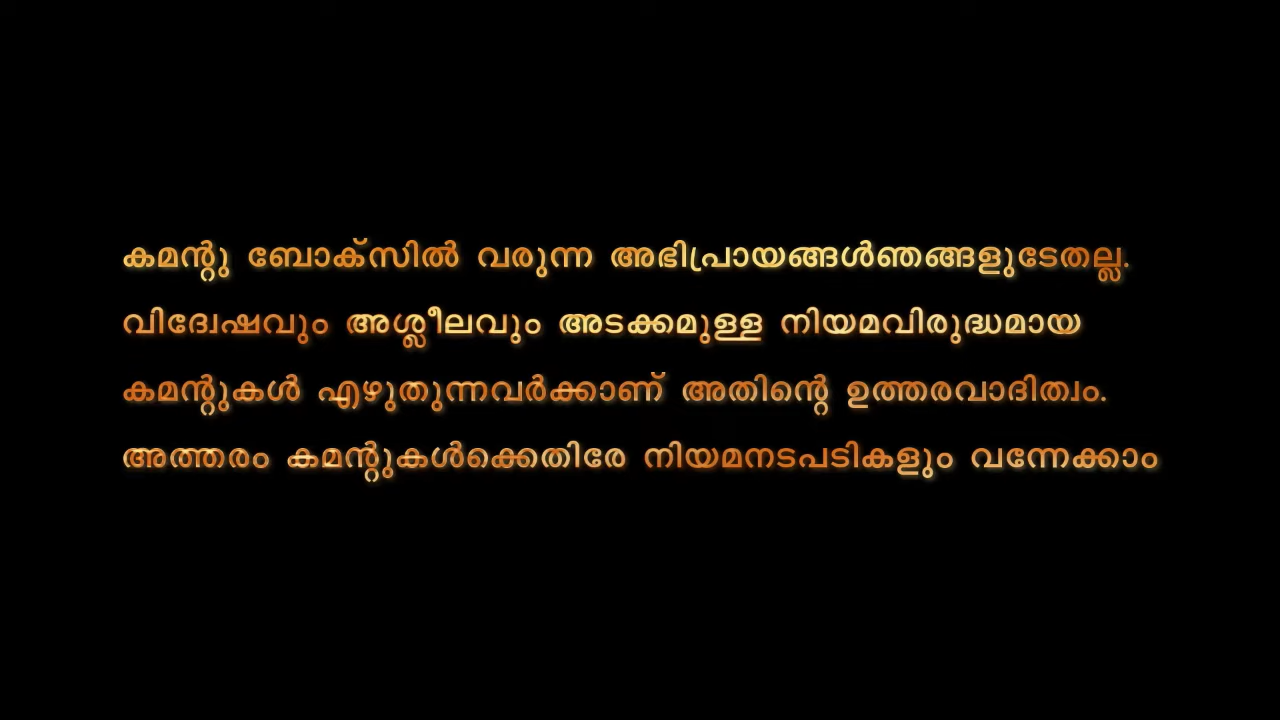 കമന്റു ബോക്സിൽ വരുന്ന അഭിപ്രായങ്ങൾഞങ്ങളുടേതല്ല.
വിദ്വേഷവും അശ്ലീലവും അടക്കമുള്ള നിയമവിരുദ്ധമായ
കമന്റുകൾ എഴുതുന്നവർക്കാണ് അതിന്റെ ഉത്തരവാദിത്വം.
അത്തരം കമന്റുകൾക്കെതിരേ നിയമനടപടികളും വന്നേക്കാം